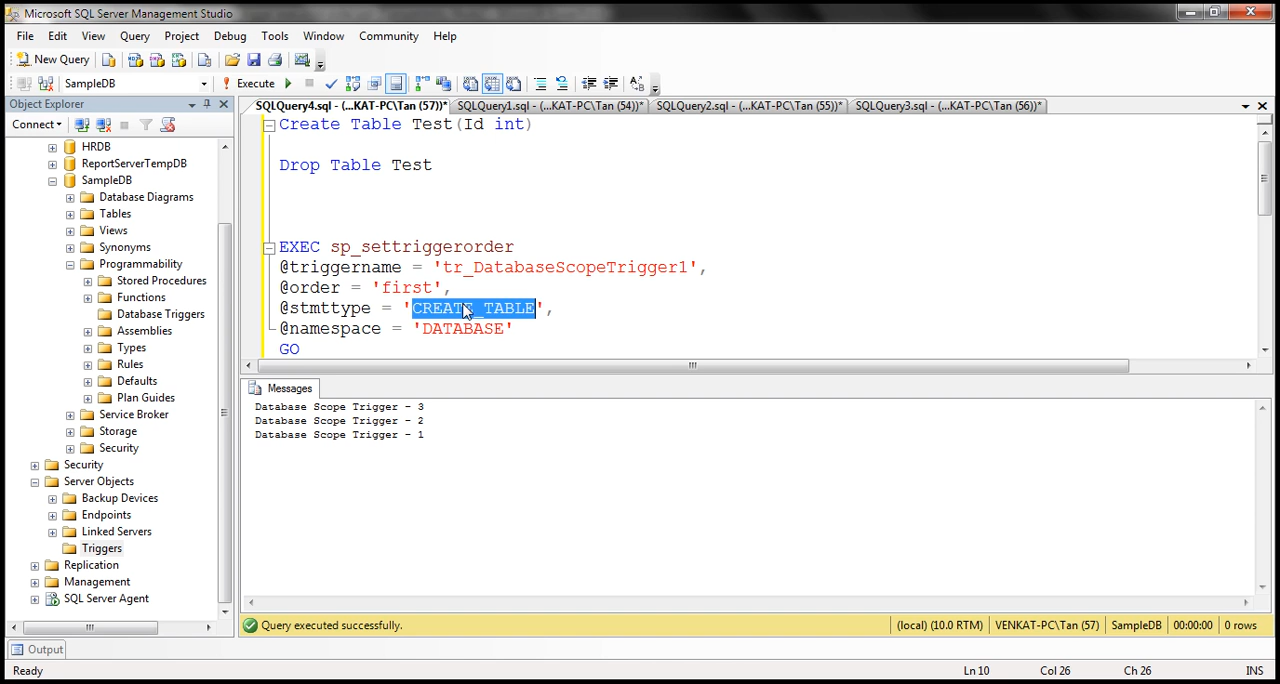 Microsoft SQL Server Management Studio
File Edit View Query Project Debug Tools Window Community Help
New Query
SampleDB Execute
Object Explorer
SQLQuery4.sql - (...KAT-PC\Tan (57))* SQLQuery1.sql - (...KAT-PC\Tan (54))* SQLQuery2.sql - (...KAT-PC\Tan (55))* SQLQuery3.sql - (...KAT-PC\Tan (56))*
Connect
HRDB
ReportServerTempDB
SampleDB
Database Diagrams
Tables
Views
Synonyms
Programmability
Stored Procedures
Functions
Database Triggers
Assemblies
Types
Rules
Defaults
Plan Guides
Service Broker
Storage
Security
Security
Server Objects
Backup Devices
Endpoints
Linked Servers
Triggers
Replication
Management
SQL Server Agent
Create Table Test(Id int)
Drop Table Test
EXEC sp_settriggerorder
@triggername = 'tr_DatabaseScopeTrigger1',
@order = 'first',
@stmttype = 'CREATE_TABLE',
@namespace = 'DATABASE'
GO
Messages
Database Scope Trigger - 3
Database Scope Trigger - 2
Database Scope Trigger - 1
Query executed successfully. (local) (10.0 RTM) VENKAT-PC\Tan (57) SampleDB 00:00:00 0 rows
Output
Ready Ln 10 Col 26 Ch 26 INS